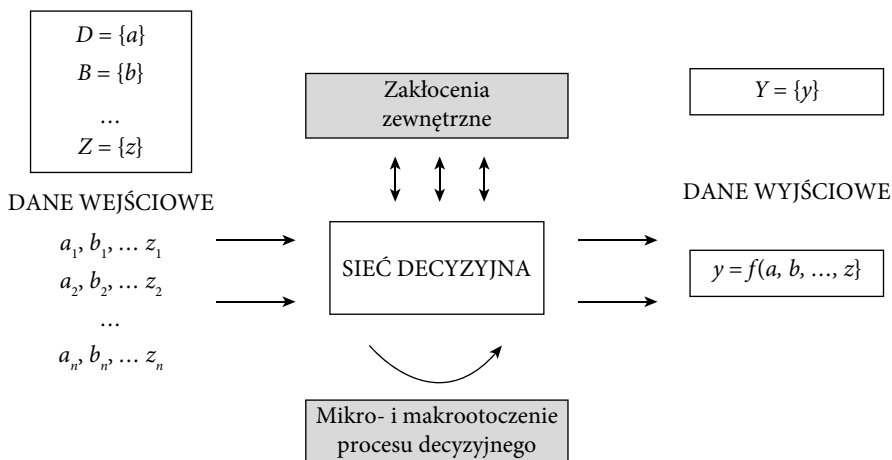 D = {a}
B = {b}
…
Z = {z}
DANE WEJŚCIOWE
a₁, b₁, … z₁
a₂, b₂, … z₂
…
aₙ, bₙ, … zₙ
Zakłócenia
zewnętrzne
SIEĆ DECYZYJNA
Mikro- i makrootoczenie
procesu decyzyjnego
Y = {y}
DANE WYJŚCIOWE
y = f(a, b, …, z}